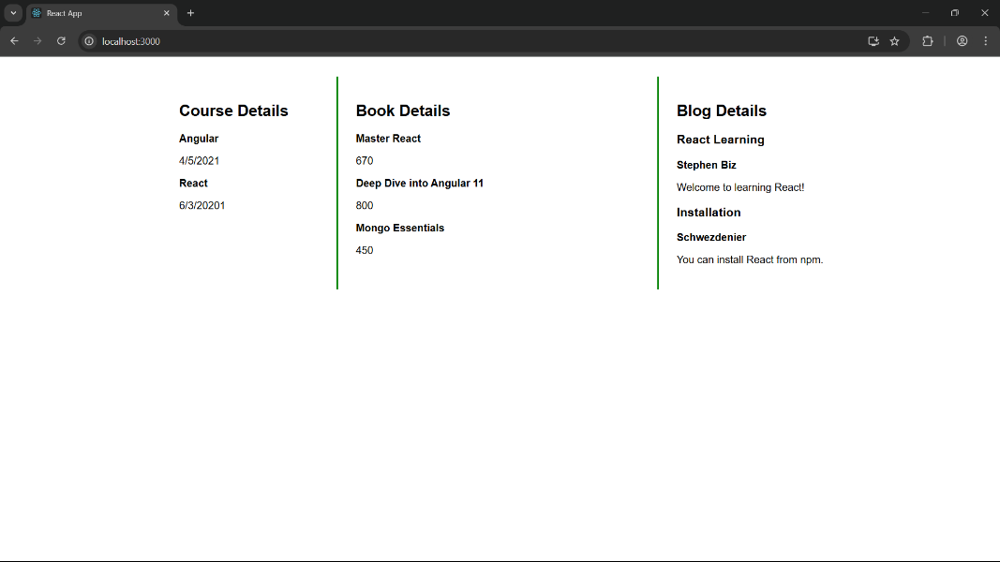 React App
localhost:3000
Course Details
Angular
4/5/2021
React
6/3/20201
Book Details
Master React
670
Deep Dive into Angular 11
800
Mongo Essentials
450
Blog Details
React Learning
Stephen Biz
Welcome to learning React!
Installation
Schwezdenier
You can install React from npm.